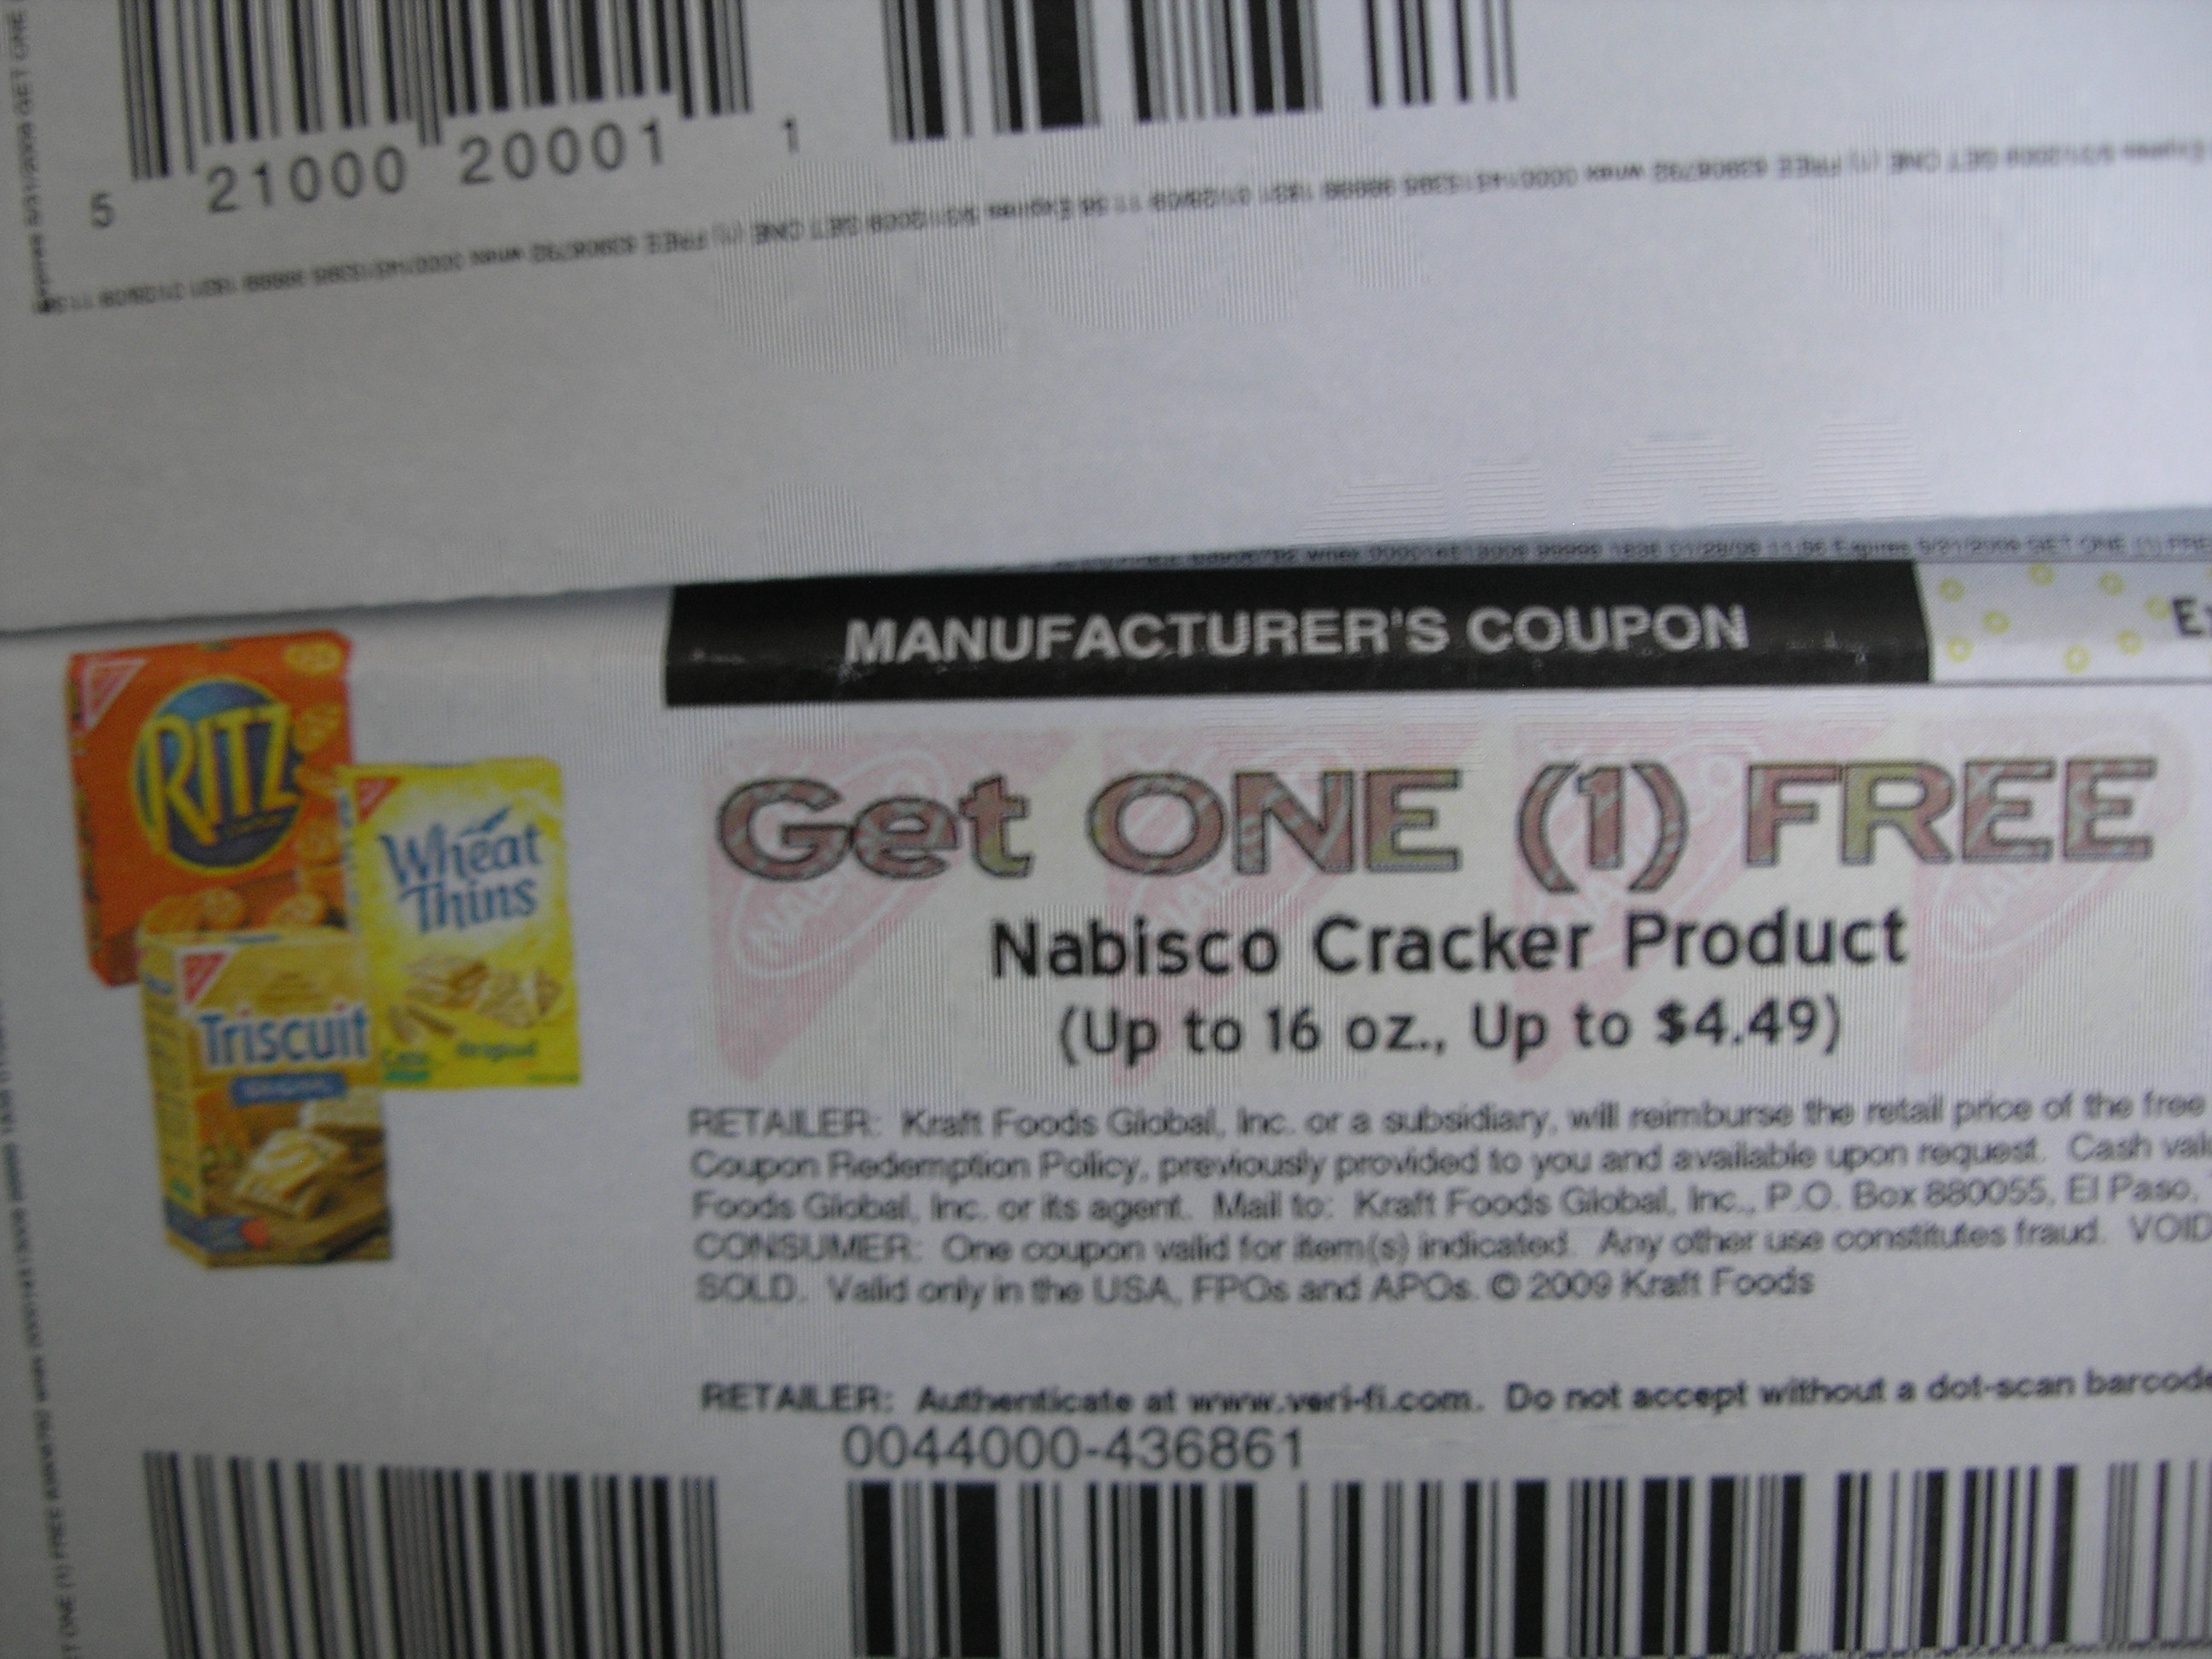 5 21000 20001 1
MANUFACTURER'S COUPON
Get ONE (1) FREE
Nabisco Cracker Product
(Up to 16 oz., Up to $4.49)
RITZ
Wheat
Thins
Original
Triscuit
RETAILER: Kraft Foods Global, Inc. or a subsidiary, will reimburse the retail price of the free
Coupon Redemption Policy, previously provided to you and available upon request. Cash
Foods Global, Inc. or its agent. Mail to: Kraft Foods Global, Inc., P.O. Box 880055, El Paso,
CONSUMER: One coupon valid for item(s) indicated. Any other use constitutes fraud. VOID
SOLD. Valid only in the USA, FPOs and APOs. © 2009 Kraft Foods
RETAILER: Authenticate at www.veri-fi.com. Do not accept without a dot-scan barcode
0044000-436861